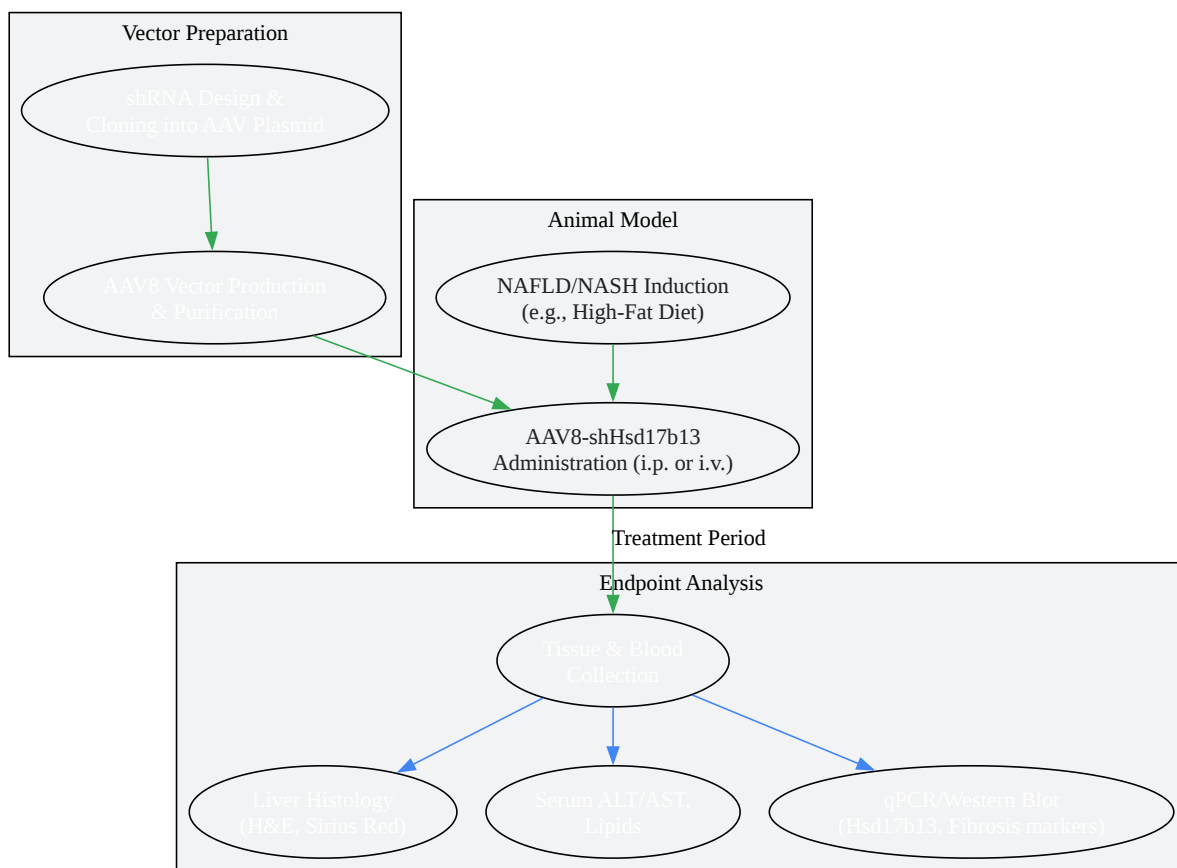 Vector Preparation
shRNA Design &
Cloning into AAV Plasmid
AAV8 Vector Production
& Purification
Animal Model
NAFLD/NASH Induction
(e.g., High-Fat Diet)
AAV8-shHsd17b13
Administration (i.p. or i.v.)
Treatment Period
Endpoint Analysis
Tissue & Blood
Collection
Liver Histology
(H&E, Sirius Red)
Serum ALT/AST,
Lipids
qPCR/Western Blot
(Hsd17b13, Fibrosis markers)